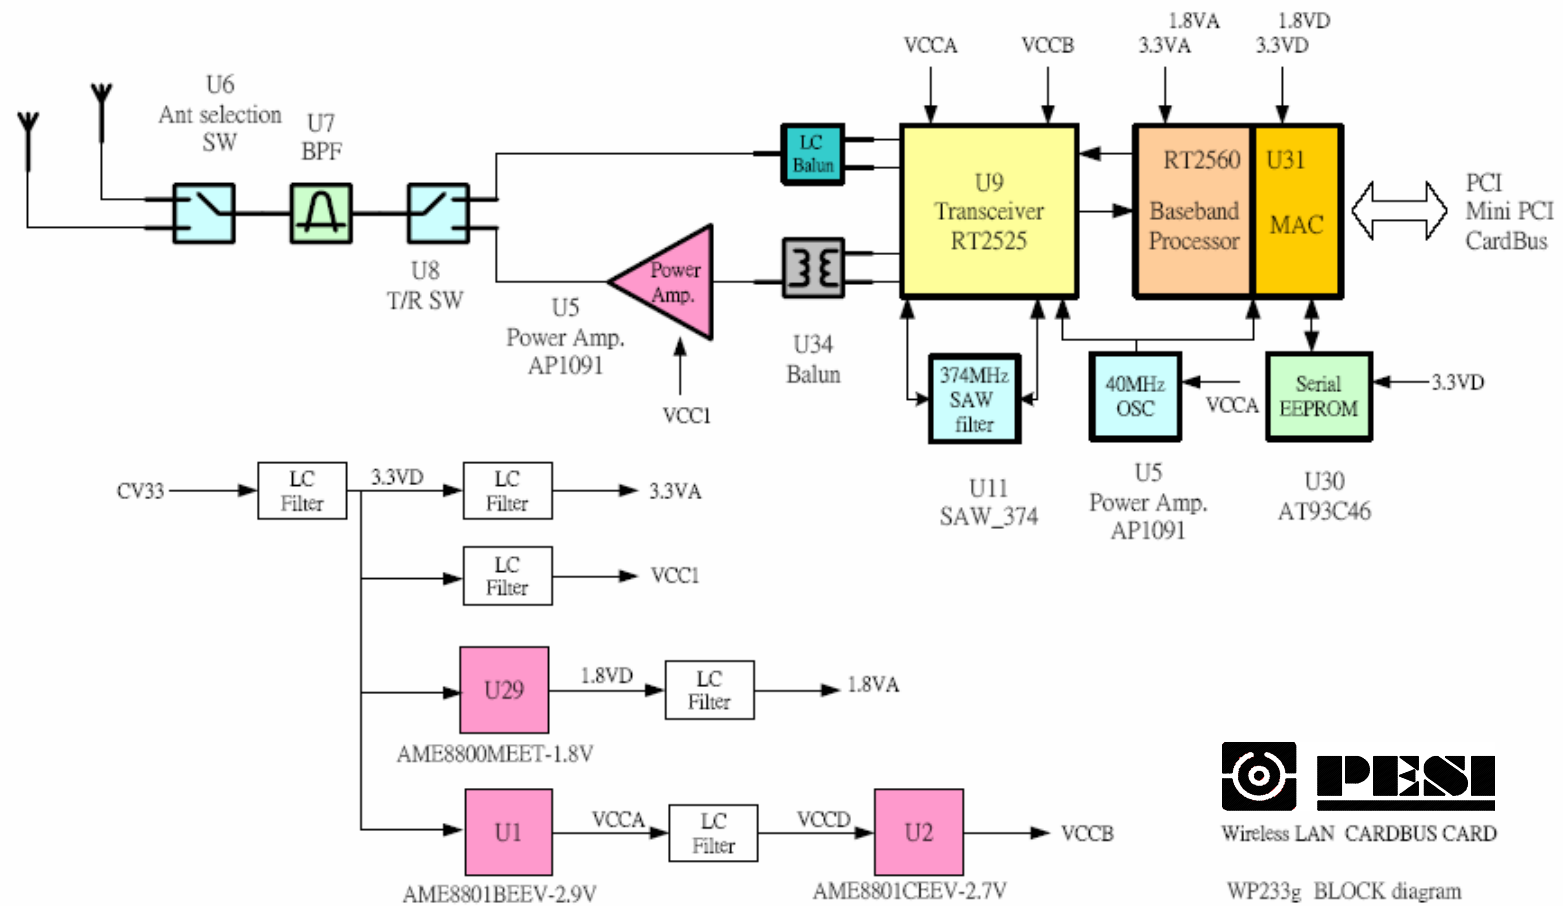 1.8VA
1.8VD
VCCA
VCCB
3.3VA
3.3VD
U6
Ant selection
SW
U7
BPF
LC
Balun
U9
Transceiver
RT2525
RT2560
Baseband
Processor
U31
MAC
PCI
Mini PCI
CardBus
U8
T/R SW
Power
Amp.
U5
Power Amp.
AP1091
VCC1
U34
Balun
374MHz
SAW
filter
40MHz
OSC
VCCA
Serial
EEPROM
3.3VD
U11
SAW_374
U5
Power Amp.
AP1091
U30
AT93C46
CV33
LC
Filter
3.3VD
LC
Filter
3.3VA
LC
Filter
VCC1
U29
1.8VD
LC
Filter
1.8VA
AME8800MEET-1.8V
U1
VCCA
LC
Filter
VCCD
U2
VCCB
AME8801BEEV-2.9V
AME8801CEEV-2.7V
PESI
Wireless LAN CARDBUS CARD
WP233g BLOCK diagram